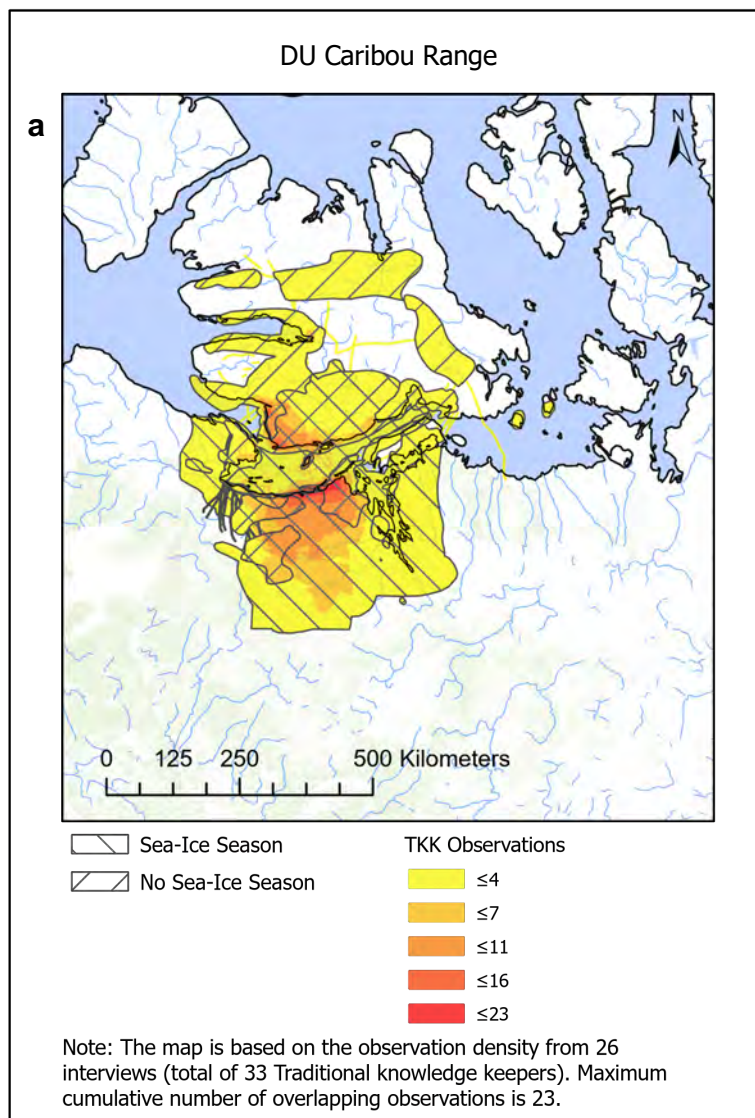 DU Caribou Range
a
N
0 125 250 500 Kilometers
Sea-Ice Season
No Sea-Ice Season
TKK Observations
≤4
≤7
≤11
≤16
≤23
Note: The map is based on the observation density from 26
interviews (total of 33 Traditional knowledge keepers). Maximum
cumulative number of overlapping observations is 23.